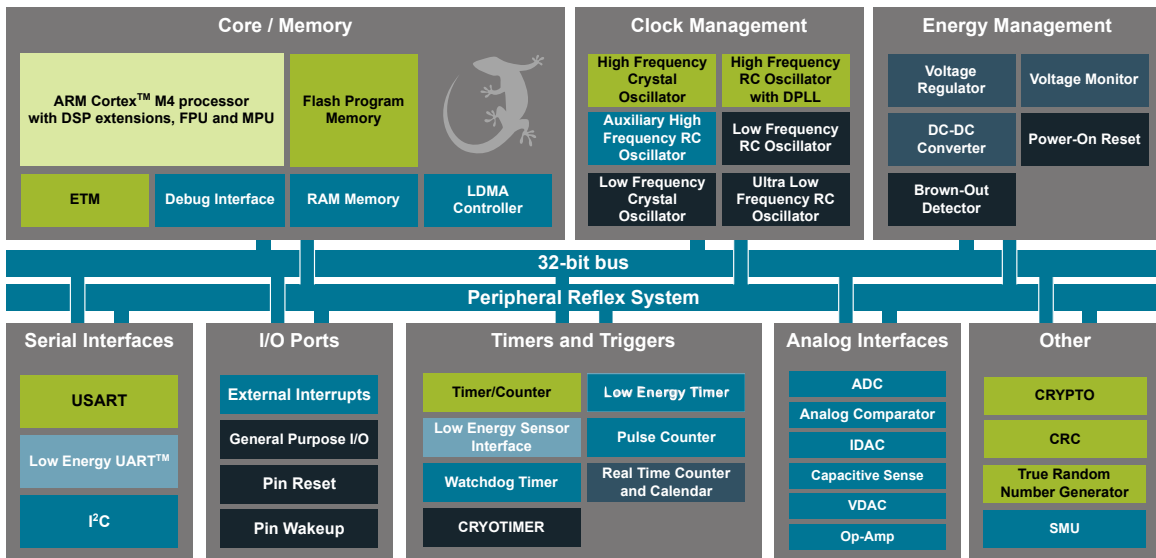 Core / Memory
ARM Cortex™ M4 processor
with DSP extensions, FPU and MPU
Flash Program
Memory
ETM
Debug Interface
RAM Memory
LDMA
Controller
Clock Management
High Frequency
Crystal
Oscillator
High Frequency
RC Oscillator
with DPLL
Auxiliary High
Frequency RC
Oscillator
Low Frequency
RC Oscillator
Low Frequency
Crystal
Oscillator
Ultra Low
Frequency RC
Oscillator
Energy Management
Voltage
Regulator
Voltage Monitor
DC-DC
Converter
Power-On Reset
Brown-Out
Detector
32-bit bus
Peripheral Reflex System
Serial Interfaces
USART
Low Energy UART™
I²C
I/O Ports
External Interrupts
General Purpose I/O
Pin Reset
Pin Wakeup
Timers and Triggers
Timer/Counter
Low Energy Timer
Low Energy Sensor
Interface
Pulse Counter
Watchdog Timer
Real Time Counter
and Calendar
CRYOTIMER
Analog Interfaces
ADC
Analog Comparator
IDAC
Capacitive Sense
VDAC
Op-Amp
Other
CRYPTO
CRC
True Random
Number Generator
SMU